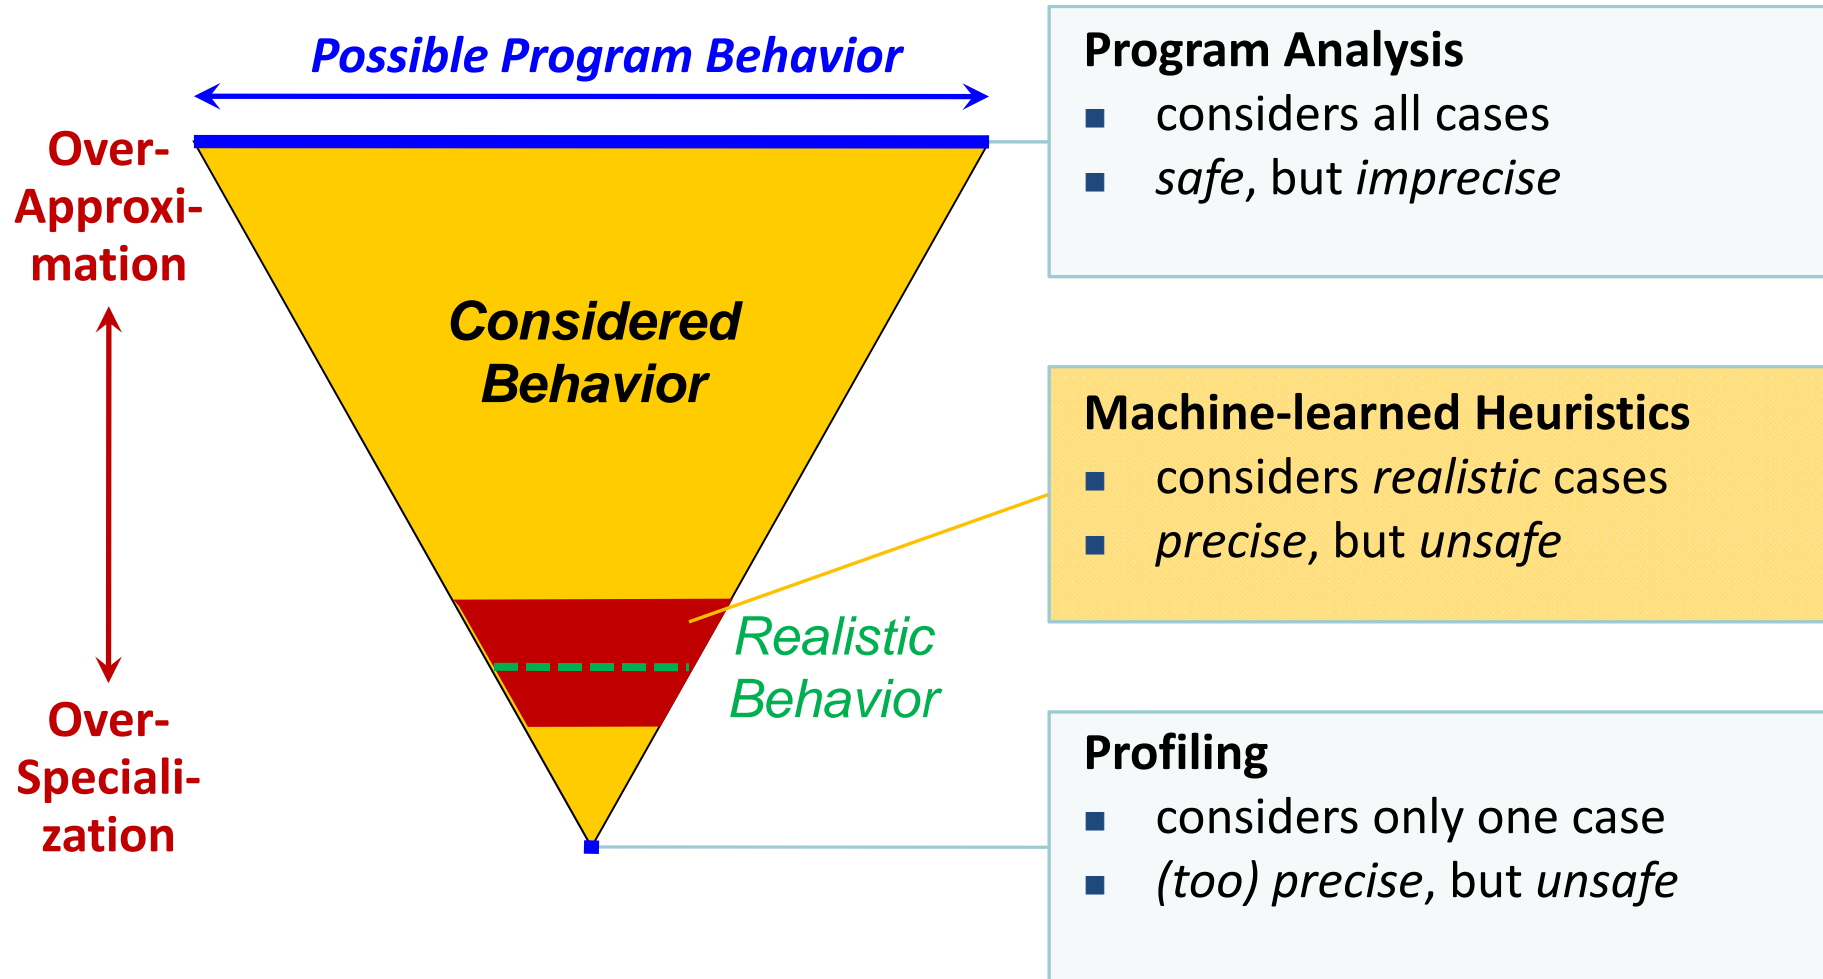 Possible Program Behavior
Over-
Approxi-
mation
Considered
Behavior
Realistic
Behavior
Over-
Speciali-
zation
Program Analysis
considers all cases
safe, but imprecise
Machine-learned Heuristics
considers realistic cases
precise, but unsafe
Profiling
considers only one case
(too) precise, but unsafe